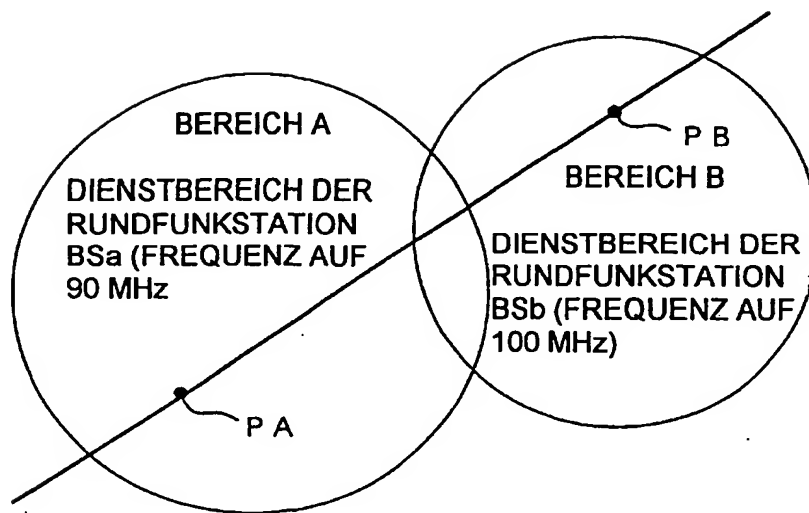 BEREICH A
DIENSTBEREICH DER
RUNDFUNKSTATION
BSa (FREQUENZ AUF
90 MHz
P A
P B
BEREICH B
DIENSTBEREICH DER
RUNDFUNKSTATION
BSb (FREQUENZ AUF
100 MHz)